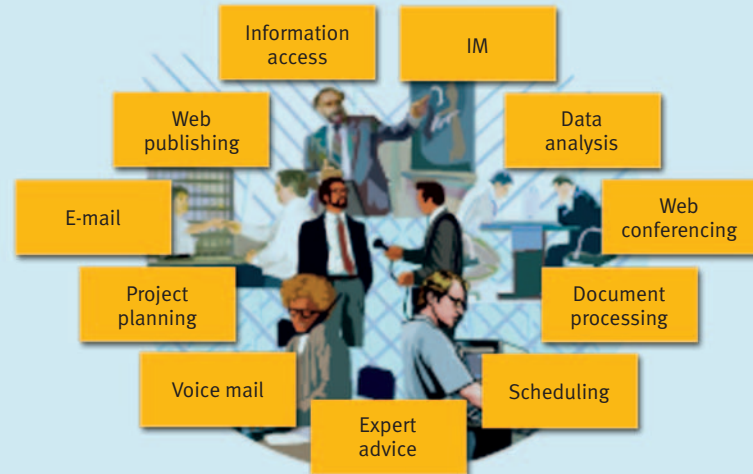 Information
access
IM
Web
publishing
Data
analysis
E-mail
Web
conferencing
Project
planning
Document
processing
Voice mail
Scheduling
Expert
advice